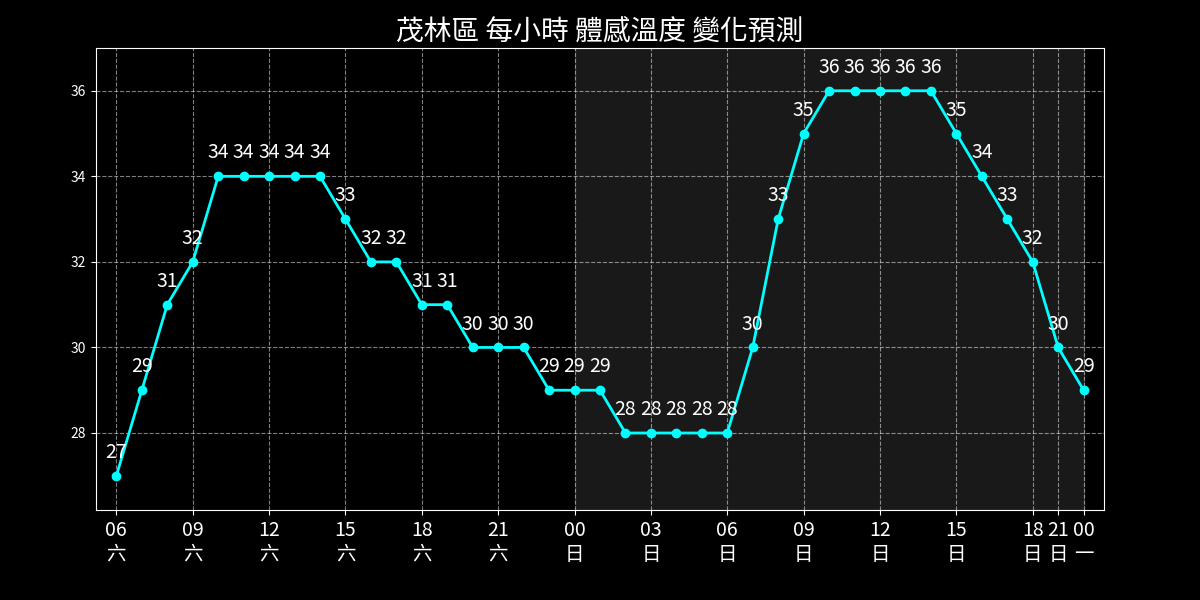 茂林區 每小時 體感溫度 變化預測
36 36 36 36 36
36
35 35
34 34 34 34 34 34
34
33 33 33 33
32 32 32 32
32
31 31 31
30 30 30 30 30
30
29 29 29 29 29
28 28 28 28 28
28
27
06 09 12 15 18 21 00 03 06 09 12 15 18 21 00
六 六 六 六 六 六 日 日 日 日 日 日 日 日 一